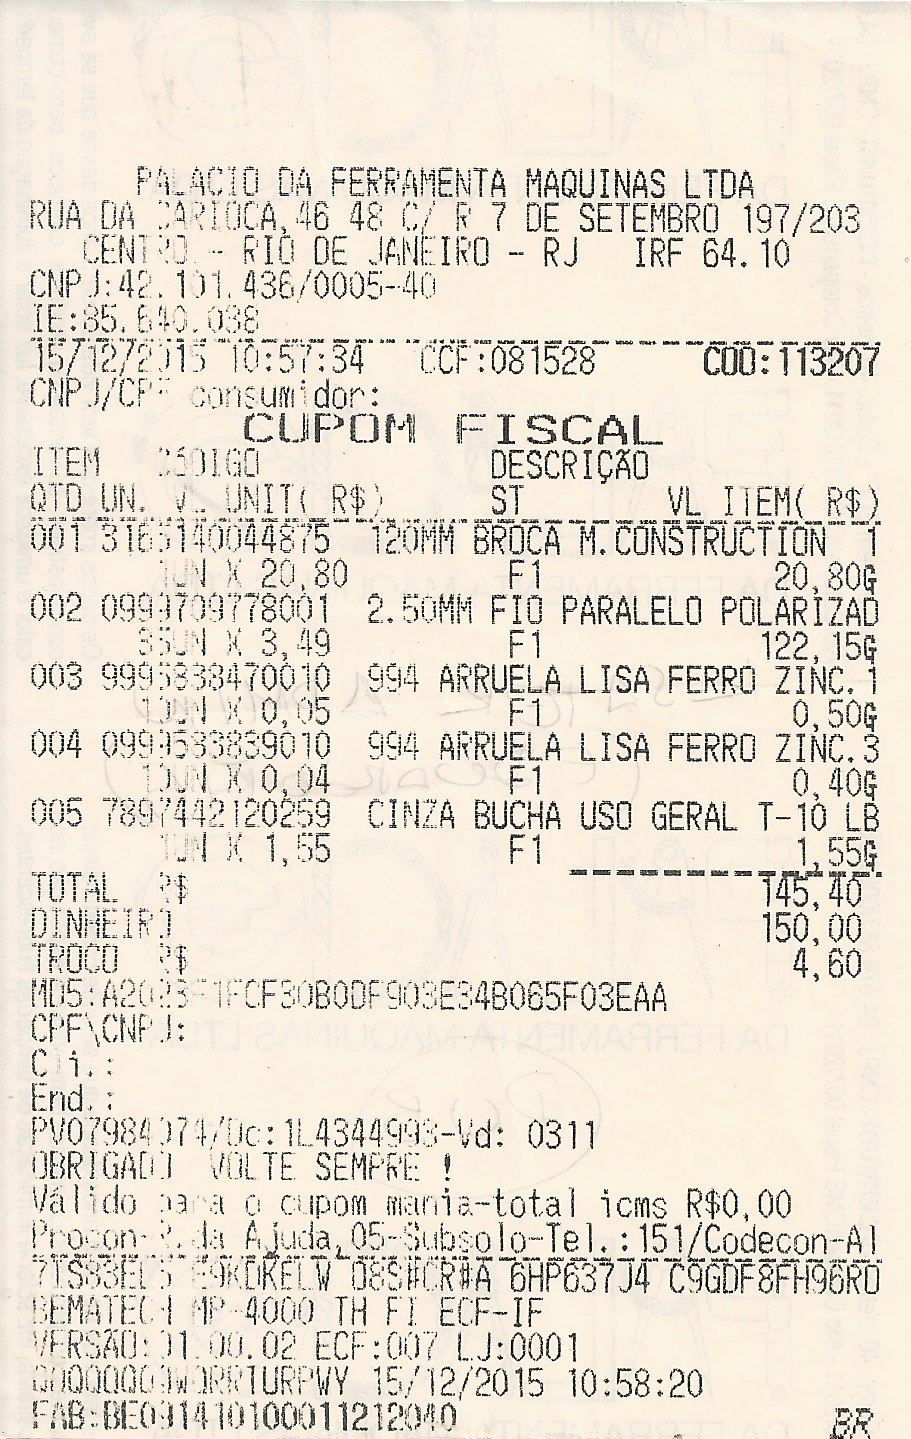 PALACIO DA FERRAMENTA MAQUINAS LTDA
RUA DA CARIOCA,46 48 C/ R 7 DE SETEMBRO 197/203
CENTRO - RIO DE JANEIRO - RJ IRF 64.10
CNPJ:42.101.436/0005-40
IE:85.640.038
15/12/2015 10:57:34 CCF:081528 COO:113207
CNPJ/CPF consumidor:
CUPOM FISCAL
ITEM CÓDIGO DESCRIÇÃO
QTD UN. VL UNIT( R$) ST VL ITEM( R$)
001 3165140044875 120MM BROCA M.CONSTRUCTION 1
1UN X 20,80 F1 20,80G
002 0999709778001 2.50MM FIO PARALELO POLARIZAD
35UN X 3,49 F1 122,15G
003 9995833470010 994 ARRUELA LISA FERRO ZINC.1
10UN X 0,05 F1 0,50G
004 0999533839010 994 ARRUELA LISA FERRO ZINC.3
10UN X 0,04 F1 0,40G
005 7897442120259 CINZA BUCHA USO GERAL T-10 LB
1UN X 1,55 F1 1,55G
TOTAL R$ 145,40
DINHEIRO 150,00
TROCO R$ 4,60
CPF\CNPJ:
Cli.:
End.:
Vd: 0311
OBRIGADO VOLTE SEMPRE !
Válido para o cupom mania-total icms R$0,00
Procon-R.da Ajuda,05-Subsolo-Tel.:151/Codecon-Al
6HP637J4 C9GDF8FH96RO
BEMATECH MP-4000 TH FI ECF-IF
VERSÃO:01.00.02 ECF:007 LJ:0001
15/12/2015 10:58:20
FAB:BE091410100011212040
BR